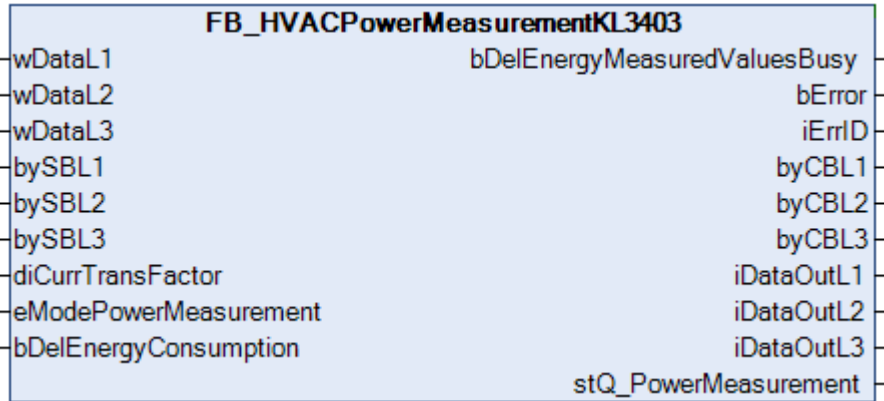 FB_HVACPowerMeasurementKL3403
wDataL1 bDelEnergyMeasuredValuesBusy
wDataL2 bError
wDataL3 iErrID
bySBL1 byCBL1
bySBL2 byCBL2
bySBL3 byCBL3
diCurrTransFactor iDataOutL1
eModePowerMeasurement iDataOutL2
bDelEnergyConsumption iDataOutL3
stQ_PowerMeasurement